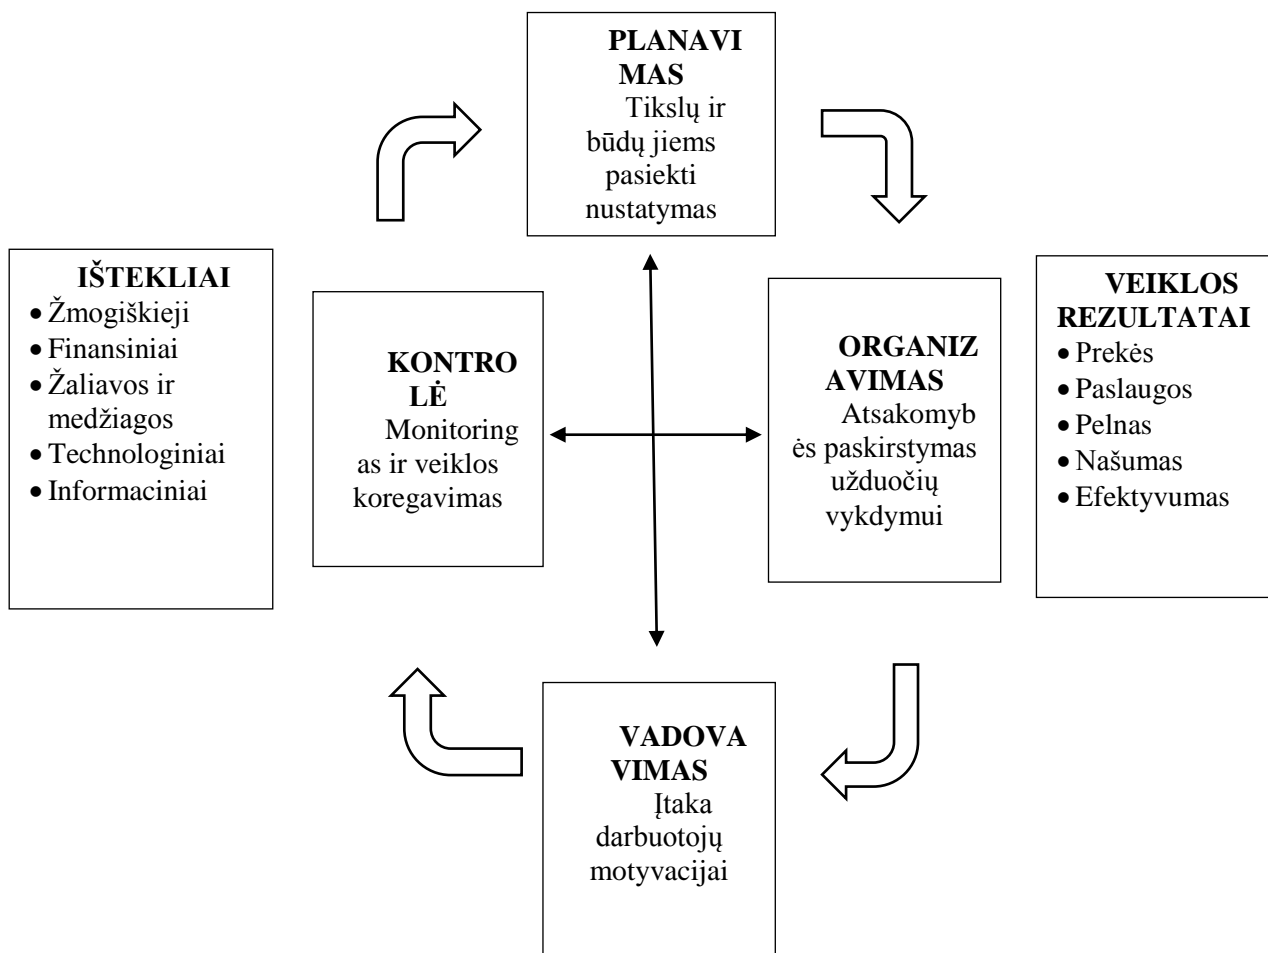 PLANAVI
MAS
Tikslų ir
būdų jiems
pasiekti
nustatymas
IŠTEKLIAI
• Žmogiškieji
• Finansiniai
• Žaliavos ir
medžiagos
• Technologiniai
• Informaciniai
KONTRO
LĖ
Monitoring
as ir veiklos
koregavimas
ORGANIZ
AVIMAS
Atsakomyb
ės paskirstymas
užduočių
vykdymui
VEIKLOS
REZULTATAI
• Prekės
• Paslaugos
• Pelnas
• Našumas
• Efektyvumas
VADOVA
VIMAS
Įtaka
darbuotojų
motyvacijai